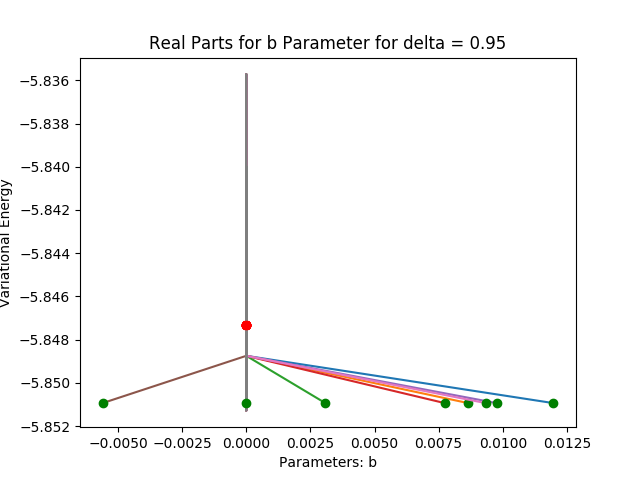 Real Parts for b Parameter for delta = 0.95
−5.836
−5.838
−5.840
−5.842
−5.844
−5.846
−5.848
−5.850
−5.852
Variational Energy
−0.0050 −0.0025 0.0000 0.0025 0.0050 0.0075 0.0100 0.0125
Parameters: b